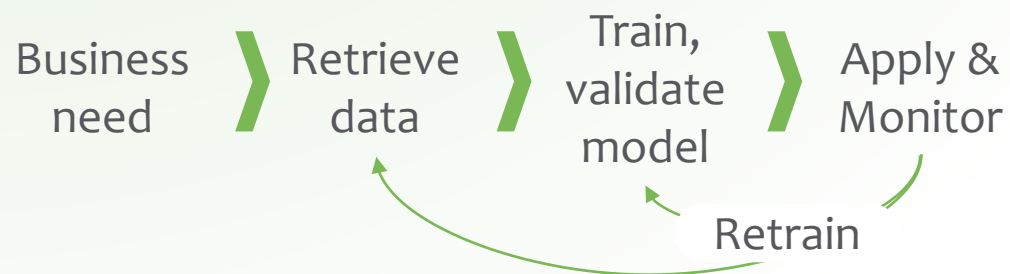 Business
need
Retrieve
data
Train,
validate
model
Apply &
Monitor
Retrain